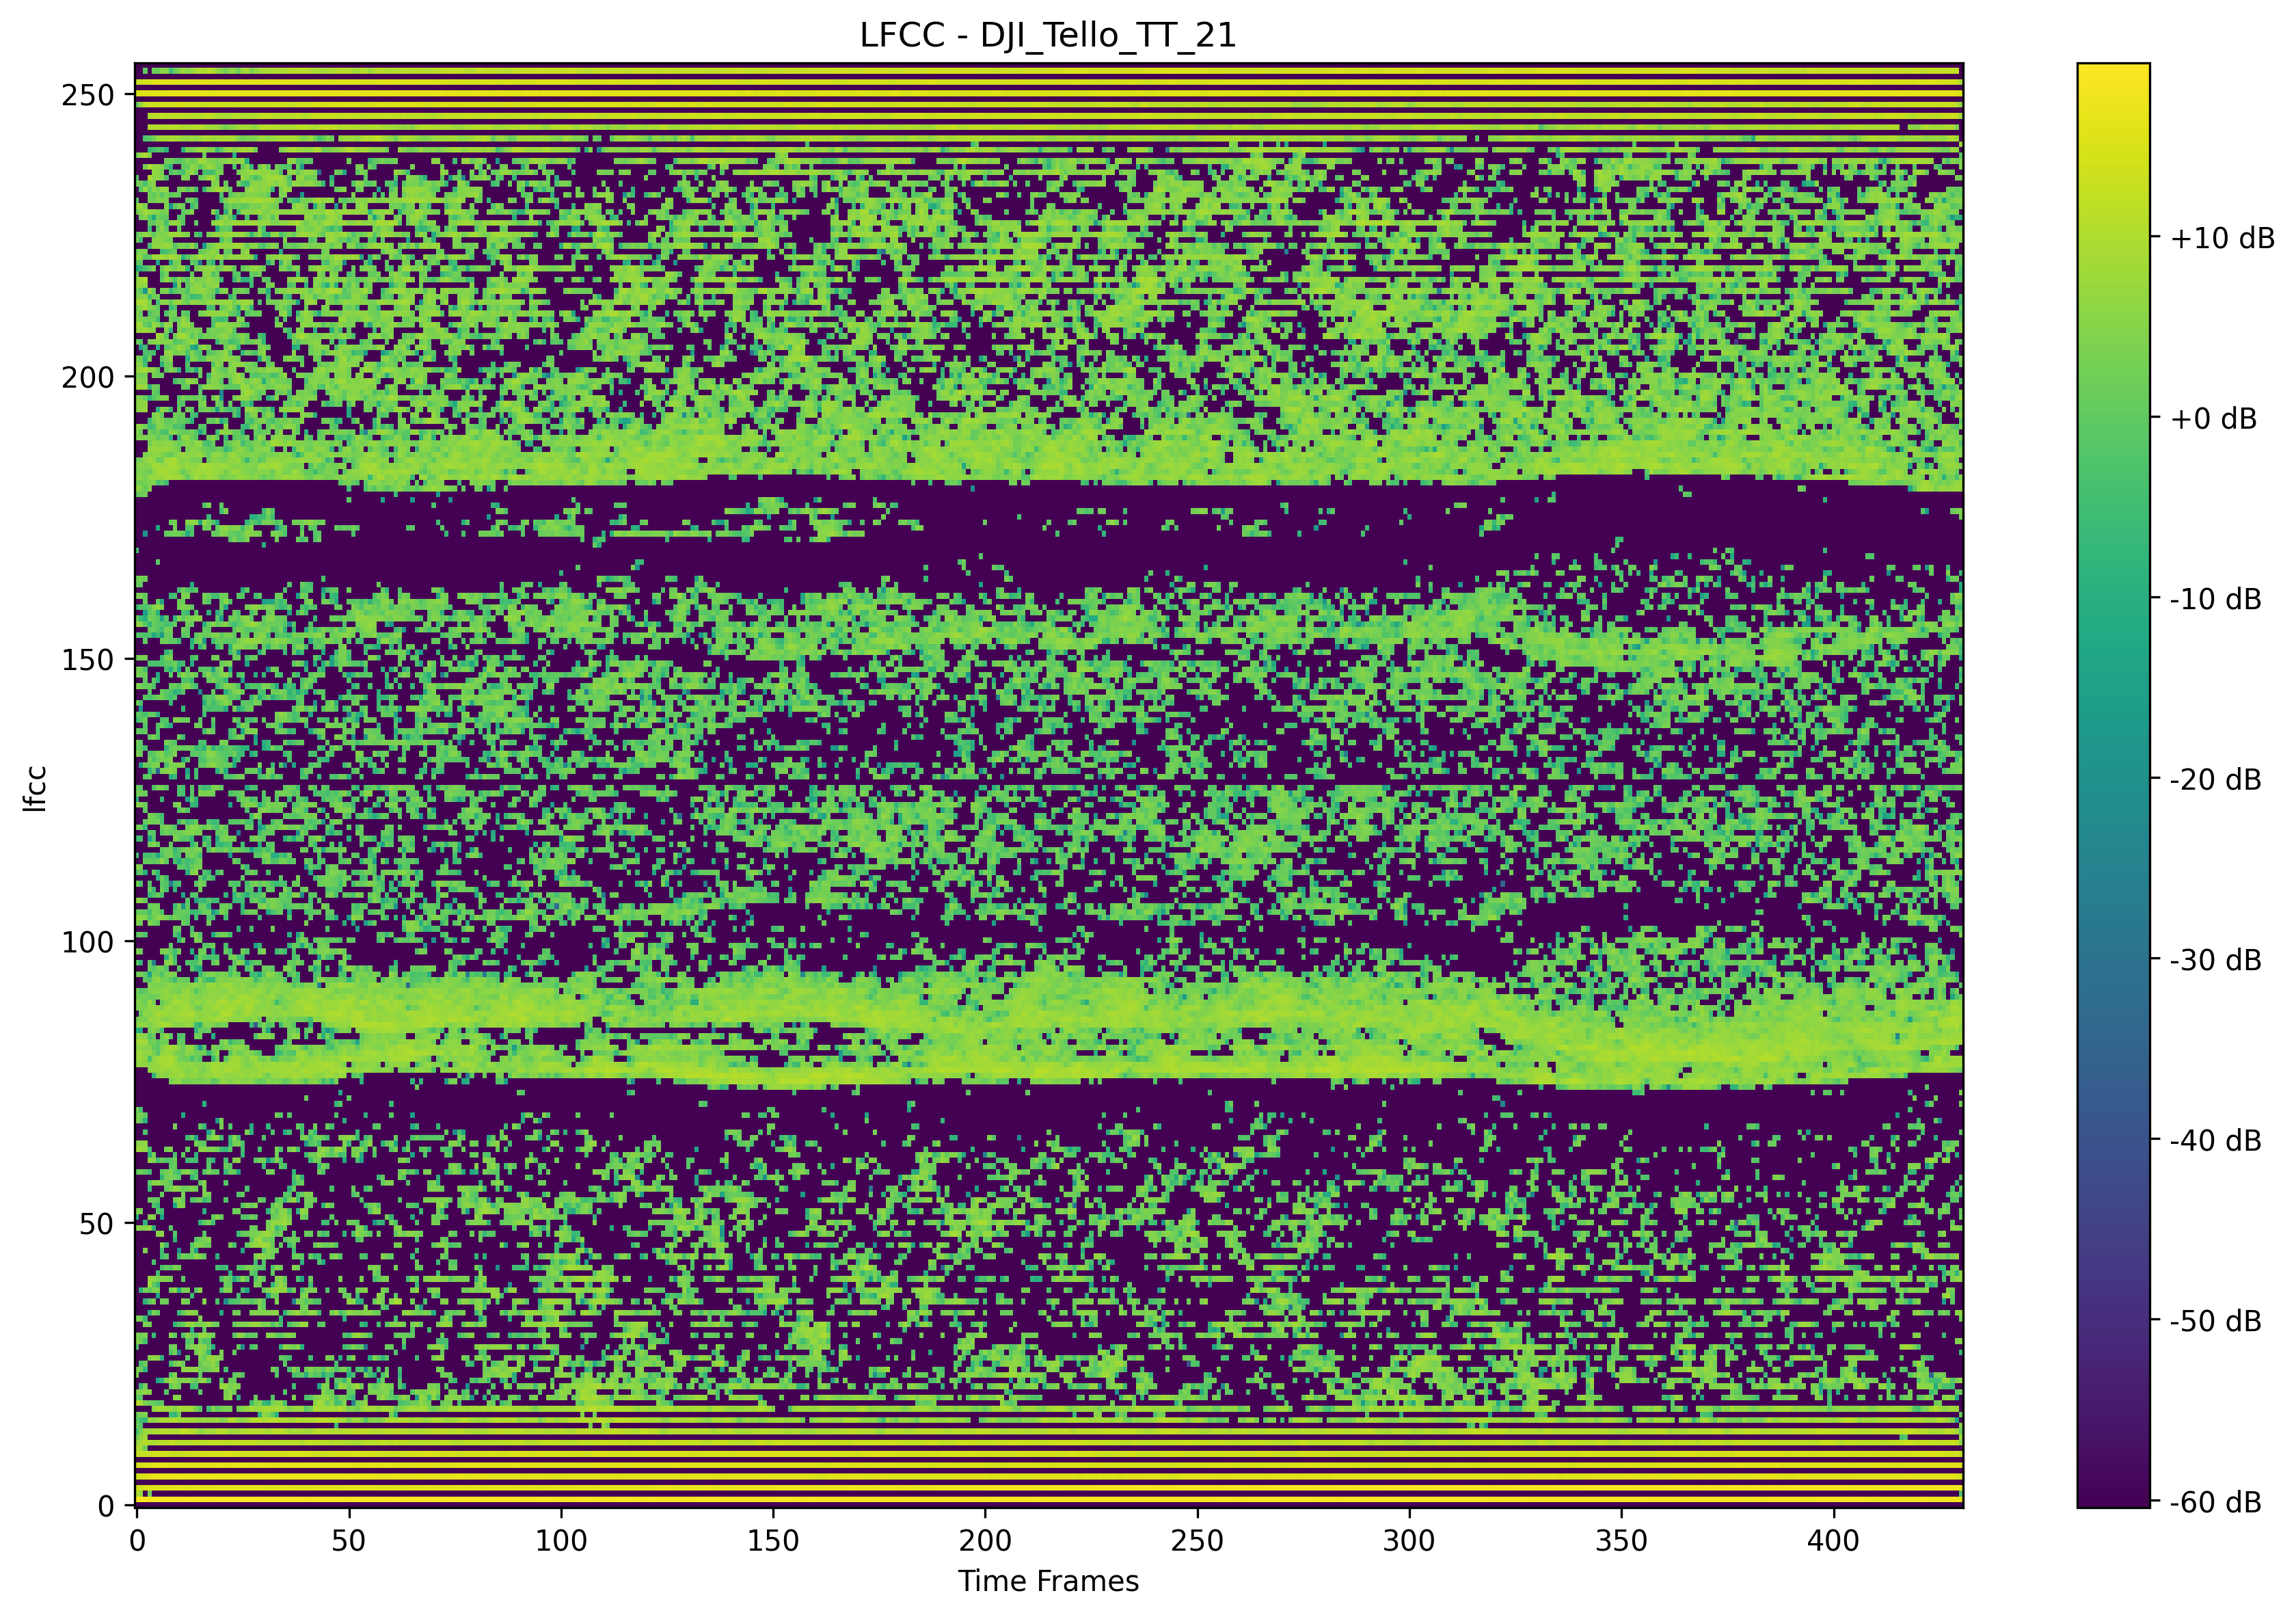 LFCC - DJI_Tello_TT_21
250
200
150
100
50
0
lfcc
0 50 100 150 200 250 300 350 400
Time Frames
+10 dB
+0 dB
-10 dB
-20 dB
-30 dB
-40 dB
-50 dB
-60 dB